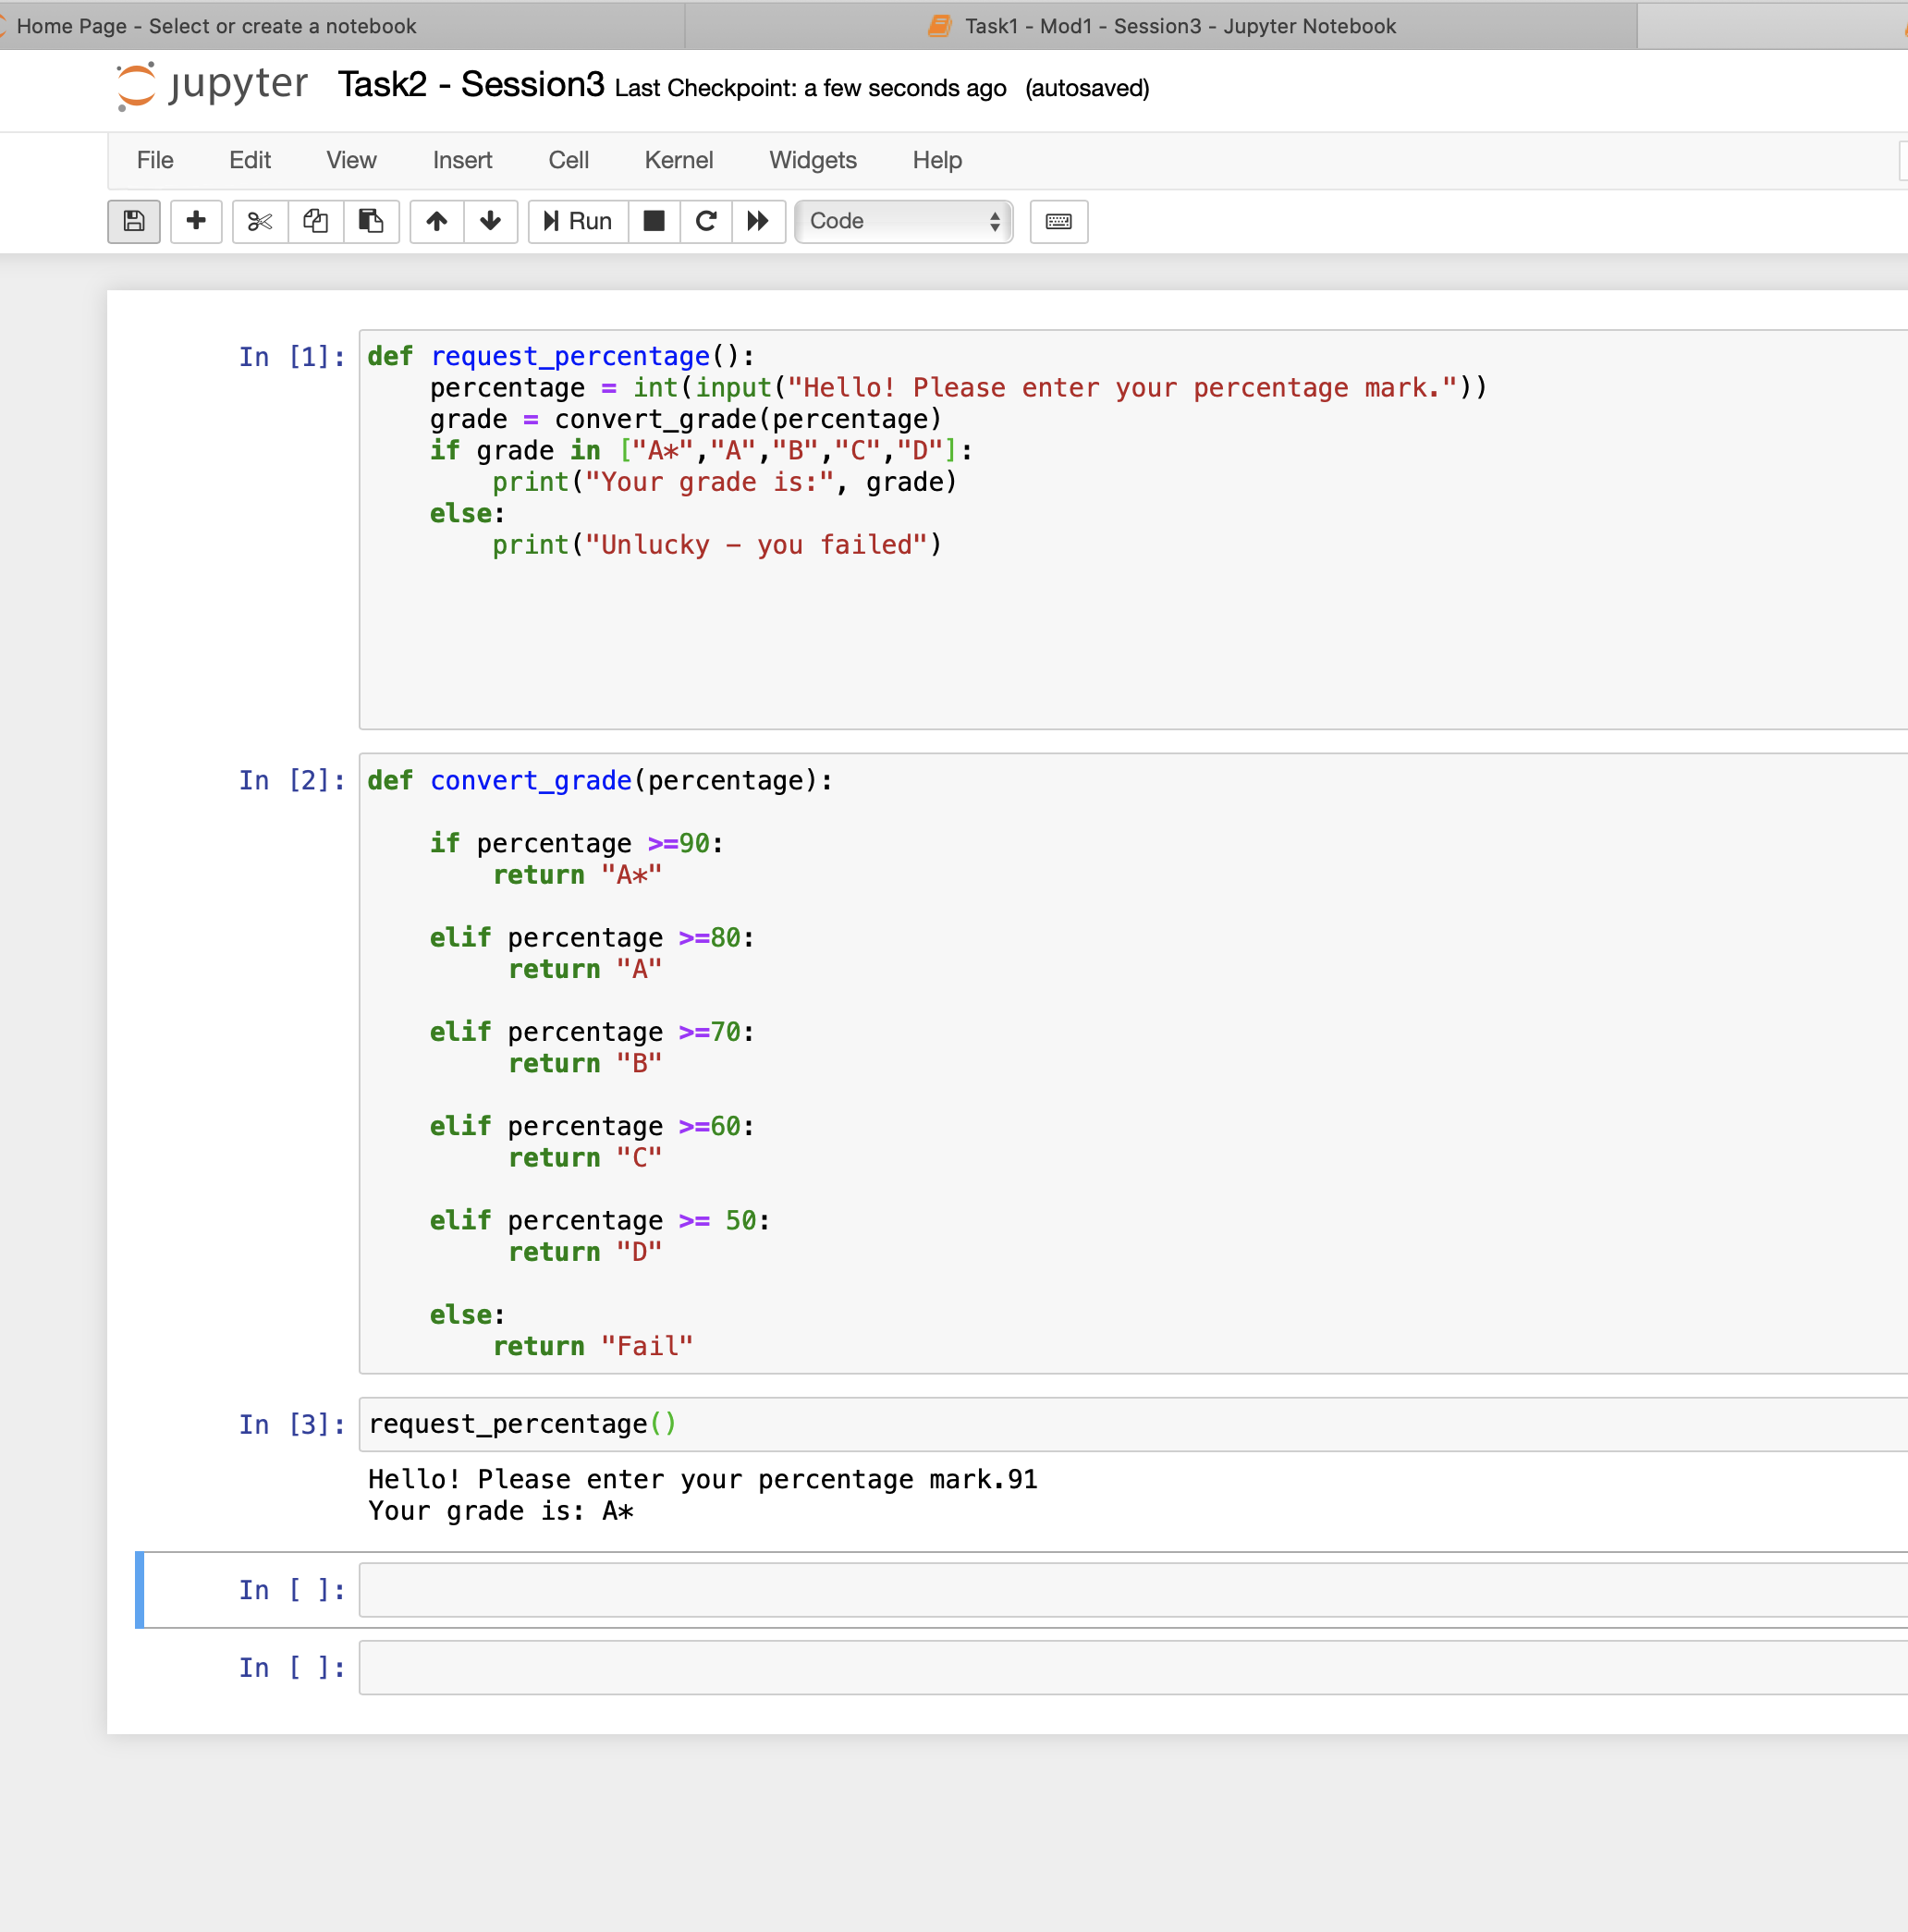 Home Page - Select or create a notebook
Task1 - Mod1 - Session3 - Jupyter Notebook
jupyter Task2 - Session3 Last Checkpoint: a few seconds ago (autosaved)
File Edit View Insert Cell Kernel Widgets Help
Run Code
In [1]: def request_percentage():
    percentage = int(input("Hello! Please enter your percentage mark."))
    grade = convert_grade(percentage)
    if grade in ["A*","A","B","C","D"]:
        print("Your grade is:", grade)
    else:
        print("Unlucky – you failed")
In [2]: def convert_grade(percentage):
    if percentage >=90:
        return "A*"
    elif percentage >=80:
         return "A"
    elif percentage >=70:
         return "B"
    elif percentage >=60:
         return "C"
    elif percentage >= 50:
         return "D"
    else:
        return "Fail"
In [3]: request_percentage()
Hello! Please enter your percentage mark.91
Your grade is: A*
In [ ]:
In [ ]: